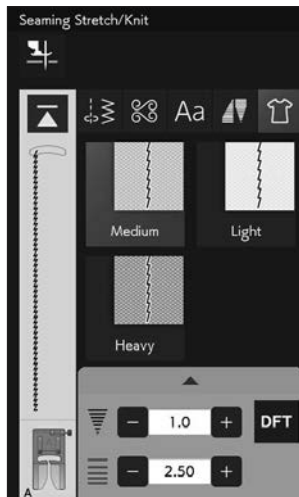 Seaming Stretch/Knit
Aa
Medium
Light
Heavy
1.0
DFT
2.50
A